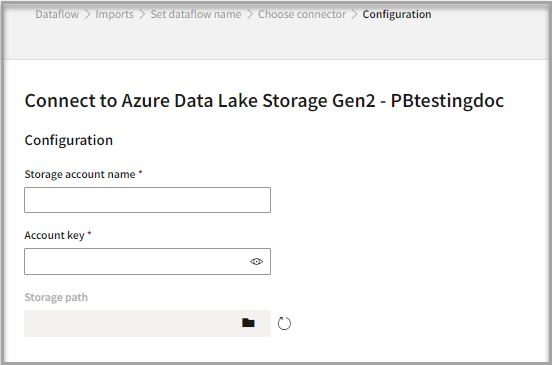 Dataflow > Imports > Set dataflow name > Choose connector > Configuration
Connect to Azure Data Lake Storage Gen2 - PBtestingdoc
Configuration
Storage account name *
Account key *
Storage path